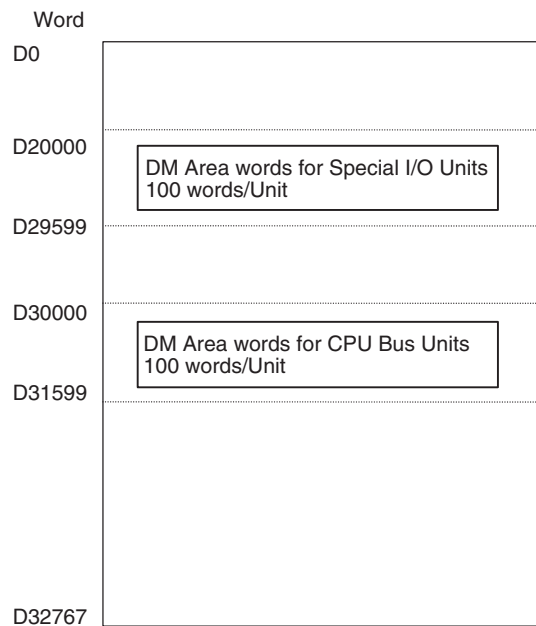 Word
D0
D20000
DM Area words for Special I/O Units
100 words/Unit
D29599
D30000
DM Area words for CPU Bus Units
100 words/Unit
D31599
D32767